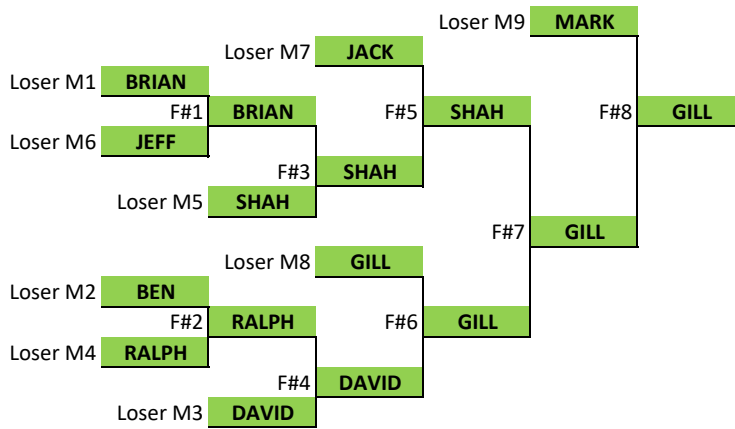 Loser M9 MARK
Loser M7 JACK
Loser M1 BRIAN
F#1 BRIAN F#5 SHAH F#8 GILL
Loser M6 JEFF
F#3 SHAH
Loser M5 SHAH
F#7 GILL
Loser M8 GILL
Loser M2 BEN
F#2 RALPH F#6 GILL
Loser M4 RALPH
F#4 DAVID
Loser M3 DAVID